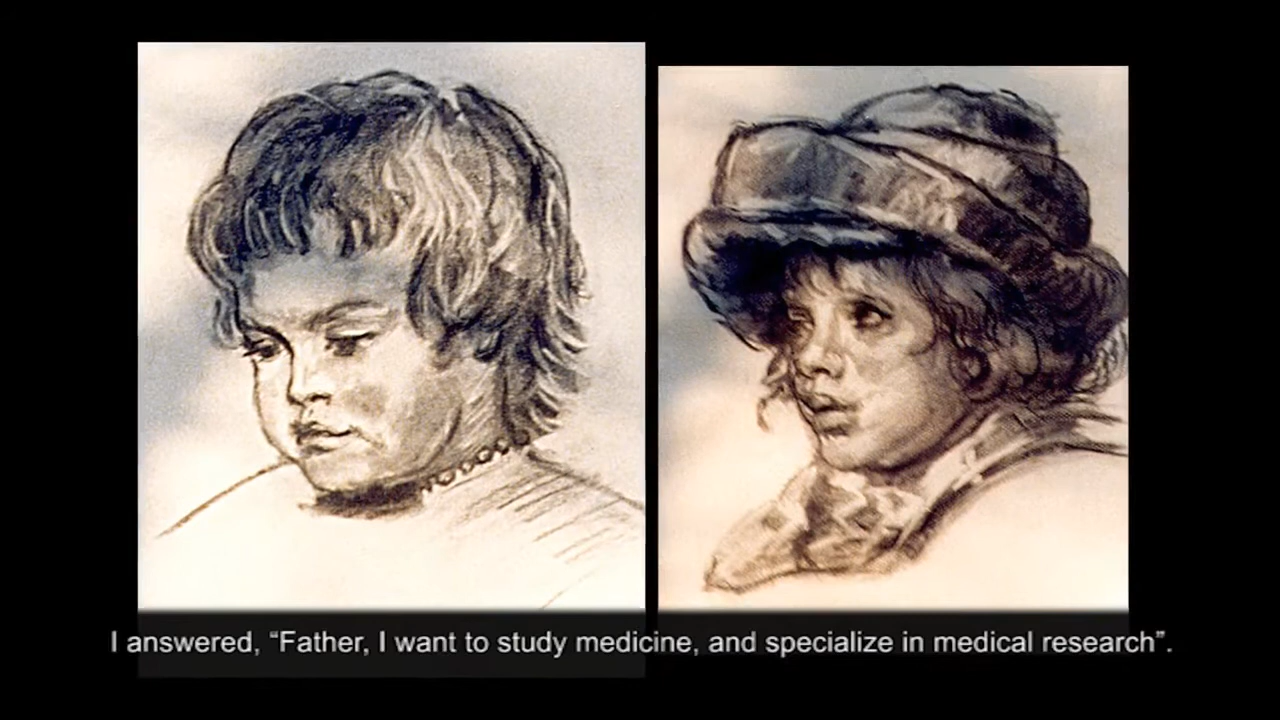 I answered, “Father, I want to study medicine, and specialize in medical research”.